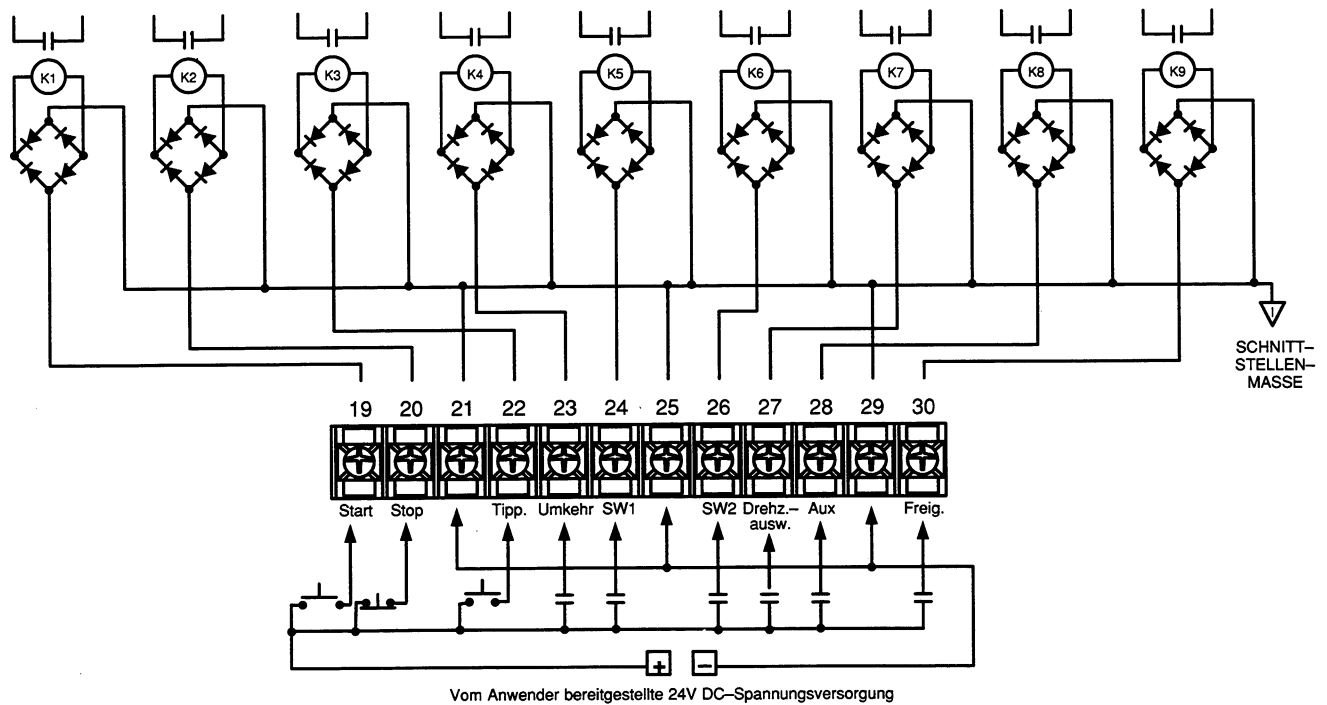 K1 K2 K3 K4 K5 K6 K7 K8 K9
I
SCHNITT–
STELLEN–
MASSE
19 20 21 22 23 24 25 26 27 28 29 30
Start Stop Tipp. Umkehr SW1 SW2 Drehz.– Aux Freig.
ausw.
+ –
Vom Anwender bereitgestellte 24V DC–Spannungsversorgung